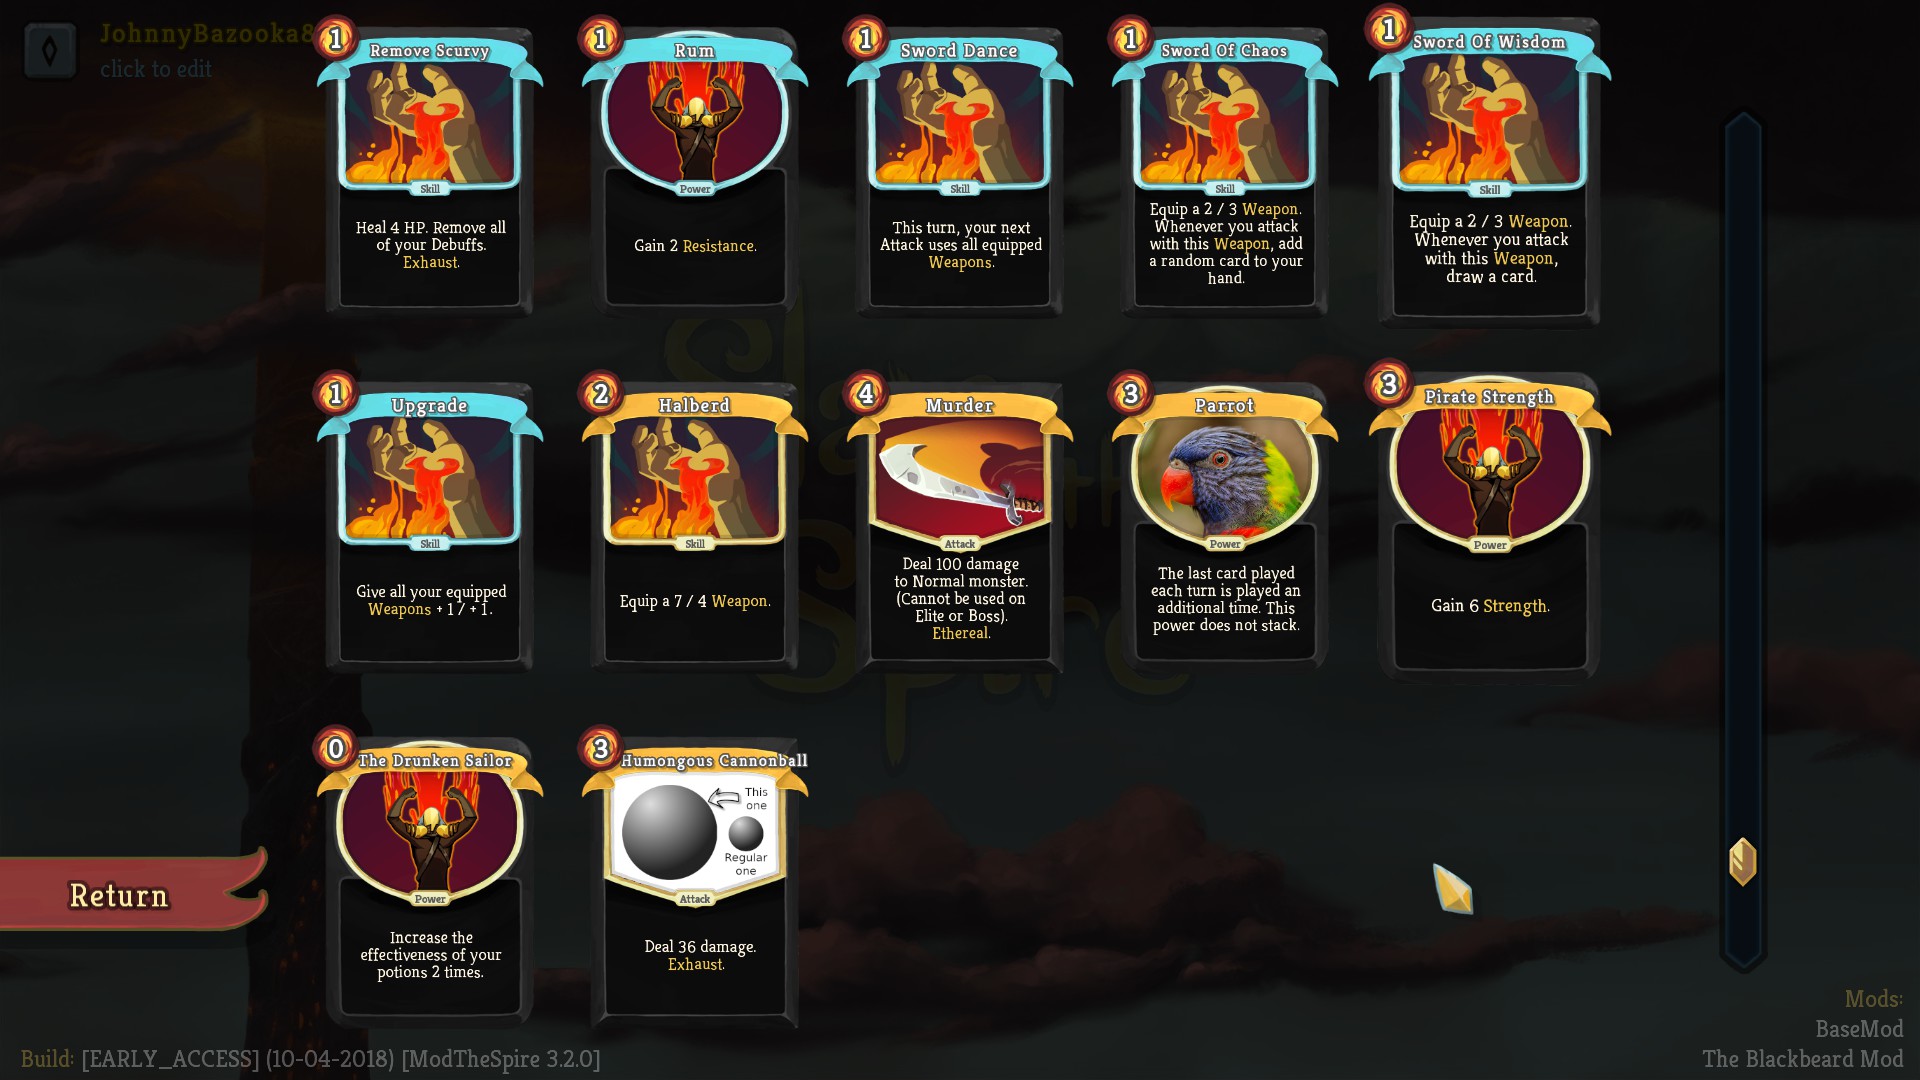 JohnnyBazooka8
click to edit
1
Remove Scurvy
Skill
Heal 4 HP. Remove all
of your Debuffs.
Exhaust.
1
Rum
Power
Gain 2 Resistance.
1
Sword Dance
Skill
This turn, your next
Attack uses all equipped
Weapons.
1
Sword Of Chaos
Skill
Equip a 2 / 3 Weapon.
Whenever you attack
with this Weapon, add
a random card to your
hand.
1
Sword Of Wisdom
Skill
Equip a 2 / 3 Weapon.
Whenever you attack
with this Weapon,
draw a card.
1
Upgrade
Skill
Give all your equipped
Weapons + 1 / + 1.
2
Halberd
Skill
Equip a 7 / 4 Weapon.
4
Murder
Attack
Deal 100 damage
to Normal monster.
(Cannot be used on
Elite or Boss).
Ethereal.
3
Parrot
Power
The last card played
each turn is played an
additional time. This
power does not stack.
3
Pirate Strength
Power
Gain 6 Strength.
0
The Drunken Sailor
Power
Increase the
effectiveness of your
potions 2 times.
3
Humongous Cannonball
This
one
Regular
one
Attack
Deal 36 damage.
Exhaust.
Slay
the
Spire
Return
Mods:
BaseMod
The Blackbeard Mod
Build: [EARLY_ACCESS] (10-04-2018) [ModTheSpire 3.2.0]